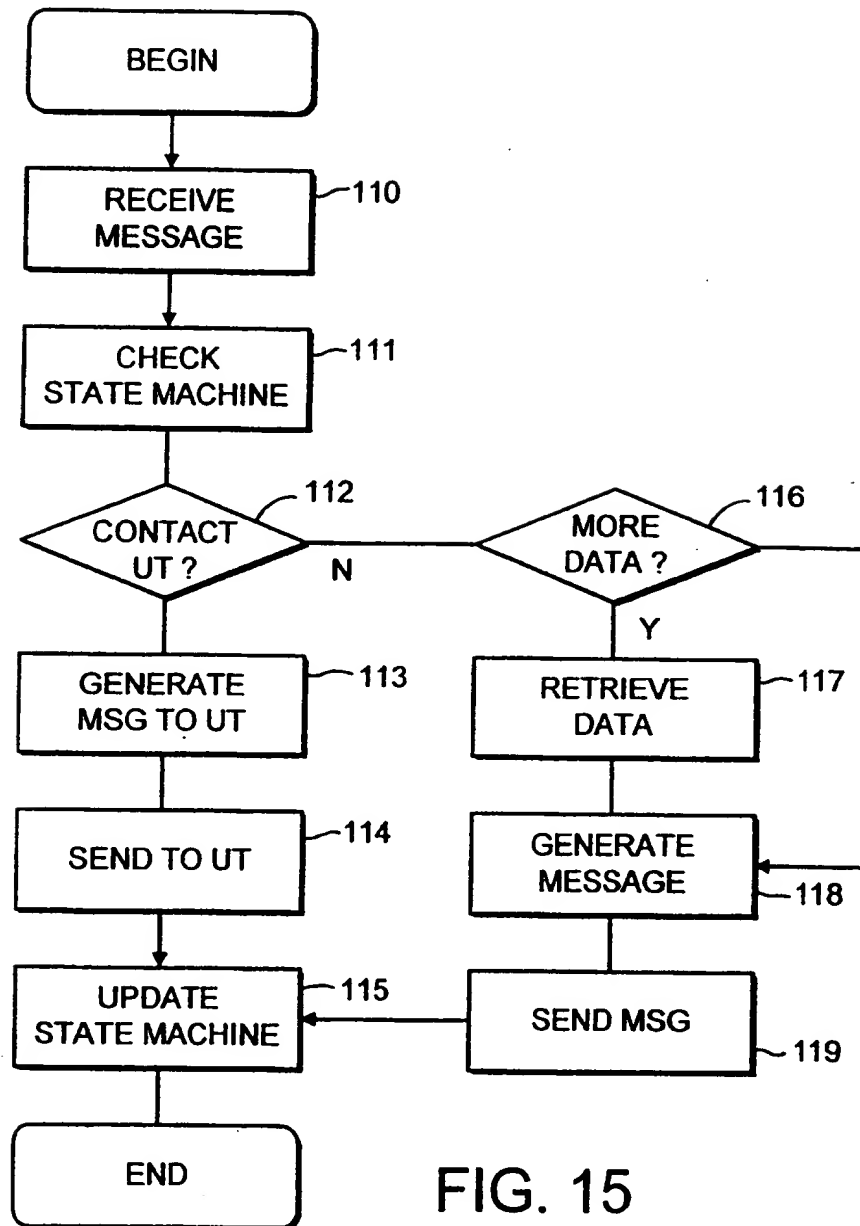 BEGIN
RECEIVE
MESSAGE
110
CHECK
STATE MACHINE
111
CONTACT
UT ?
112
N
MORE
DATA ?
116
Y
GENERATE
MSG TO UT
113
RETRIEVE
DATA
117
SEND TO UT
114
GENERATE
MESSAGE
118
UPDATE
STATE MACHINE
115
SEND MSG
119
END
FIG. 15